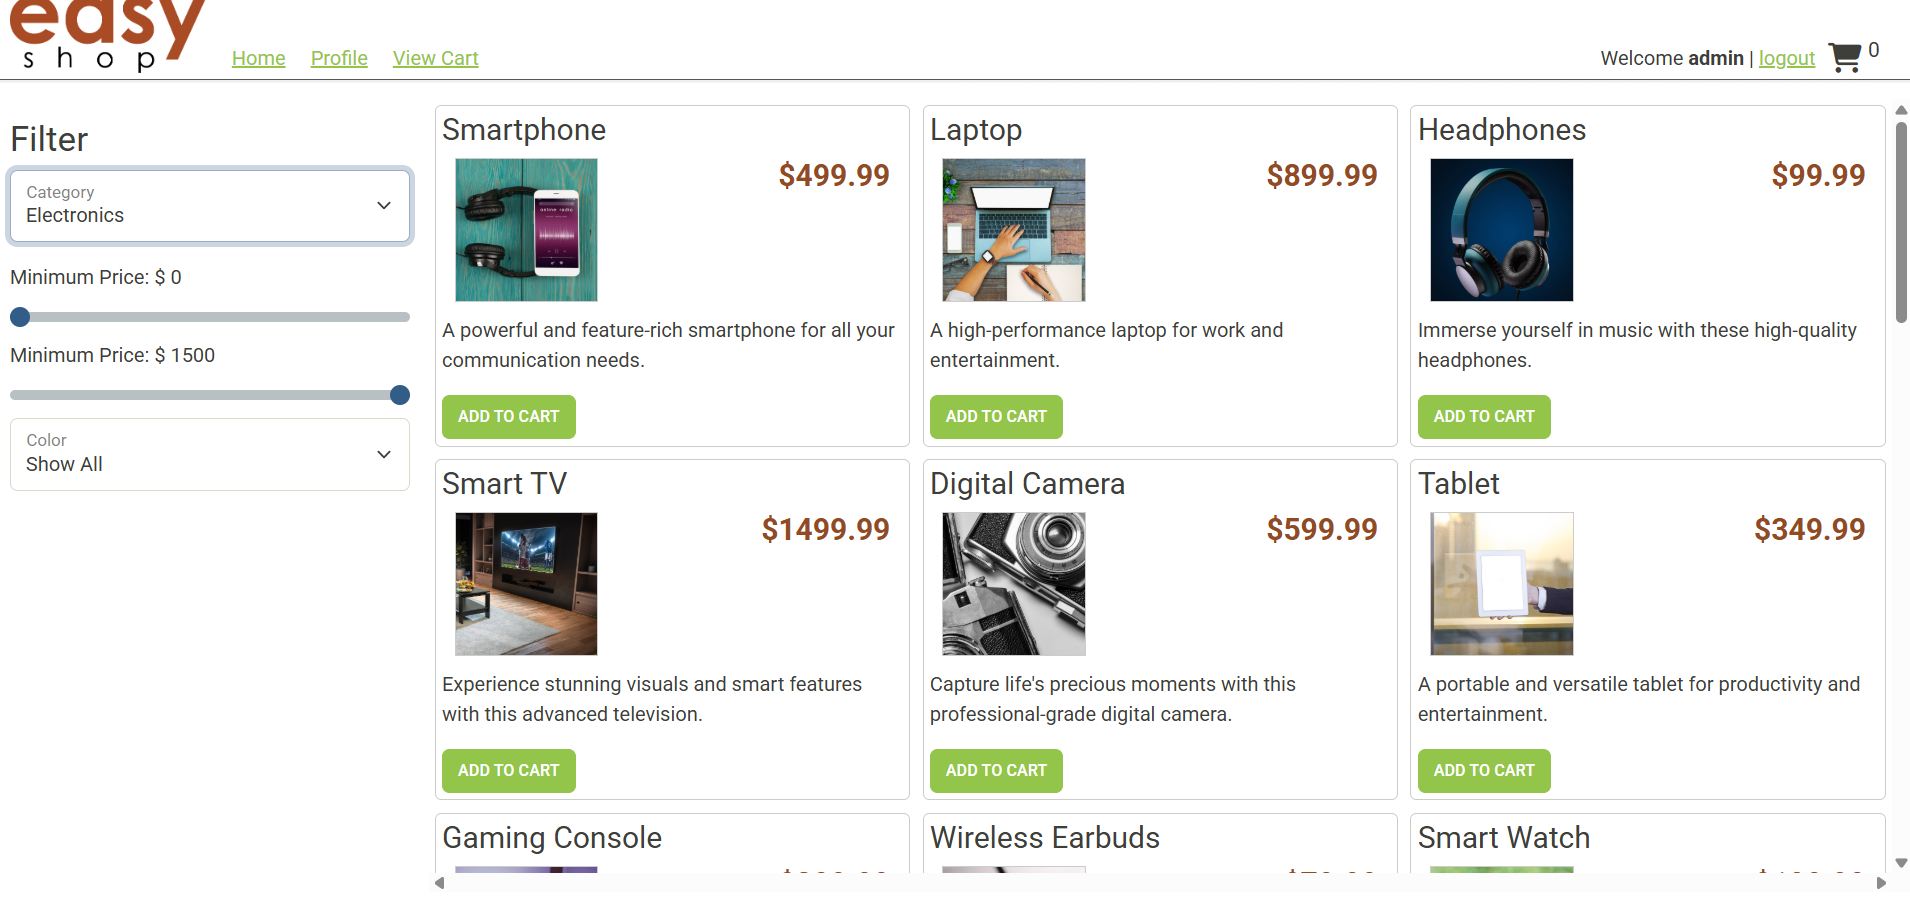 easy
shop
Home Profile View Cart
Welcome admin | logout 0
Filter
Category
Electronics
Minimum Price: $ 0
Minimum Price: $ 1500
Color
Show All
Smartphone
$499.99
online radio
A powerful and feature-rich smartphone for all your
communication needs.
ADD TO CART
Laptop
$899.99
A high-performance laptop for work and
entertainment.
ADD TO CART
Headphones
$99.99
Immerse yourself in music with these high-quality
headphones.
ADD TO CART
Smart TV
$1499.99
Experience stunning visuals and smart features
with this advanced television.
ADD TO CART
Digital Camera
$599.99
Capture life's precious moments with this
professional-grade digital camera.
ADD TO CART
Tablet
$349.99
A portable and versatile tablet for productivity and
entertainment.
ADD TO CART
Gaming Console
Wireless Earbuds
Smart Watch